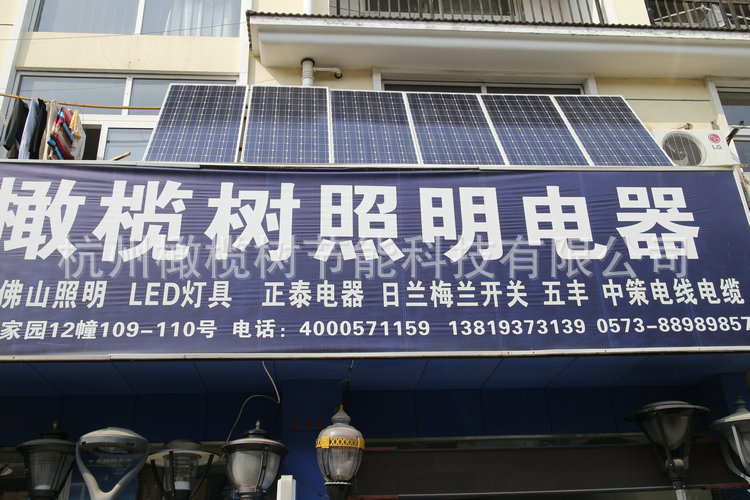 LG
橄榄树照明电器
杭州橄榄树节能科技有限公司
佛山照明 LED灯具 正泰电器 日兰梅兰开关 五丰 中策电线电缆
家园12幢109-110号 电话：4000571159 13819373139 0573-88989857